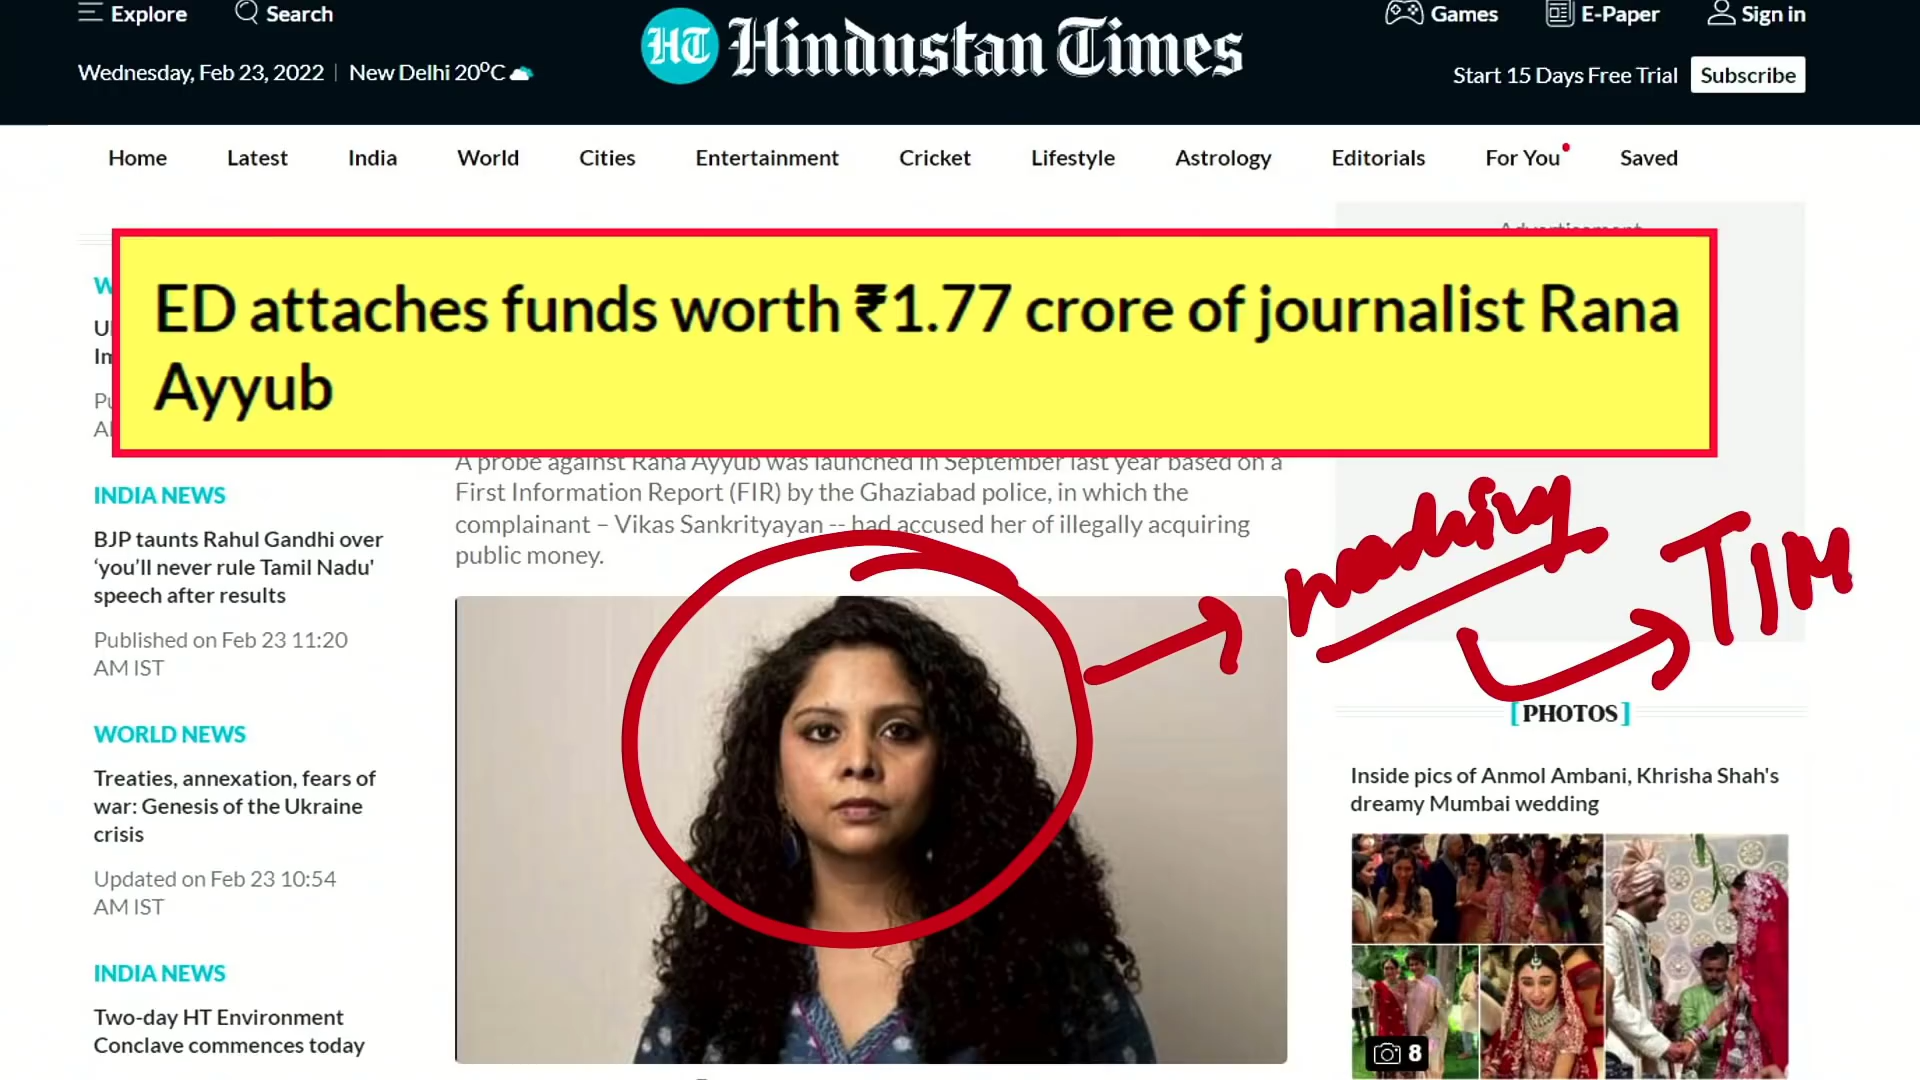 Explore
Search
Hindustan Times
HT
Games
E-Paper
Sign in
Wednesday, Feb 23, 2022
New Delhi 20°C
Start 15 Days Free Trial
Subscribe
Home
Latest
India
World
Cities
Entertainment
Cricket
Lifestyle
Astrology
Editorials
For You
Saved
Advertisement
ED attaches funds worth ₹1.77 crore of journalist Rana
Ayyub
A probe against Rana Ayyub was launched in September last year based on a
First Information Report (FIR) by the Ghaziabad police, in which the
complainant – Vikas Sankrityayan -- had accused her of illegally acquiring
public money.
INDIA NEWS
BJP taunts Rahul Gandhi over
‘you’ll never rule Tamil Nadu'
speech after results
Published on Feb 23 11:20
AM IST
WORLD NEWS
Treaties, annexation, fears of
war: Genesis of the Ukraine
crisis
Updated on Feb 23 10:54
AM IST
INDIA NEWS
Two-day HT Environment
Conclave commences today
TIM
[PHOTOS]
Inside pics of Anmol Ambani, Khrisha Shah's
dreamy Mumbai wedding
8